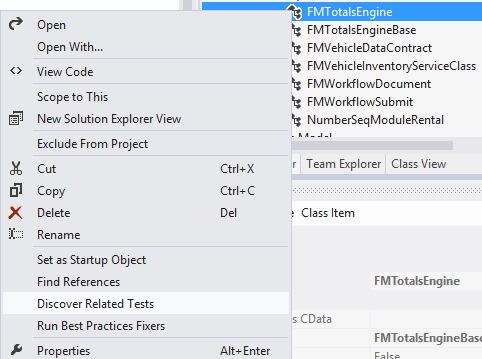 Open
Open With...
View Code
Scope to This
New Solution Explorer View
Exclude From Project
Cut Ctrl+X
Copy Ctrl+C
Delete Del
Rename
Set as Startup Object
Find References
Discover Related Tests
Run Best Practices Fixers
Properties Alt+Enter
FMTotalsEngine
FMTotalsEngineBase
FMVehicleDataContract
FMVehicleInventoryServiceClass
FMWorkflowDocument
FMWorkflowSubmit
NumberSeqModuleRental
Model
r Team Explorer Class View
e Class Item
FMTotalsEngine
s CData
FMTotalsEngineBas
False